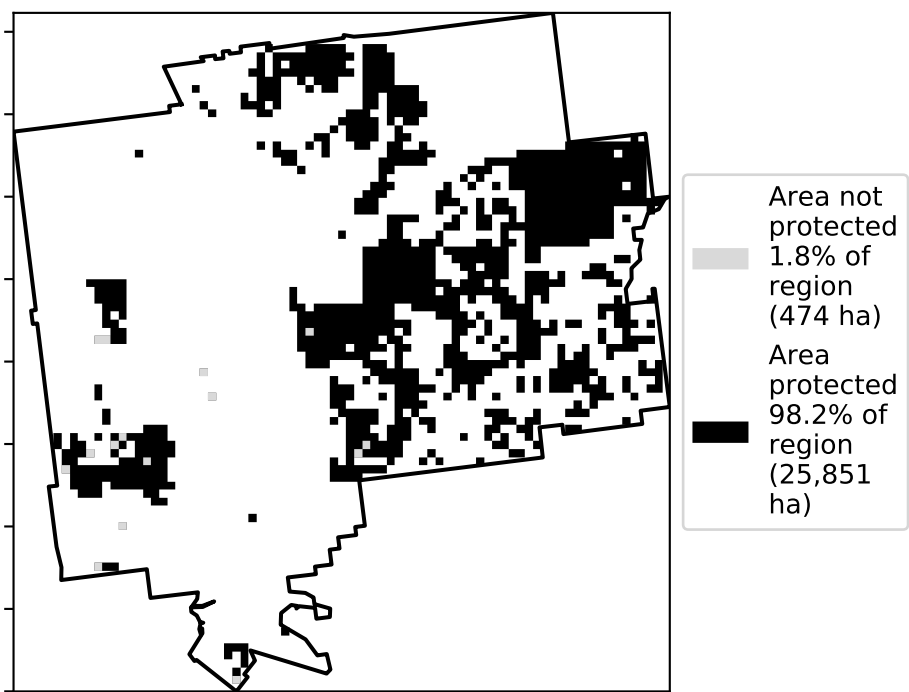 Area not
protected
1.8% of
region
(474 ha)
Area
protected
98.2% of
region
(25,851
ha)